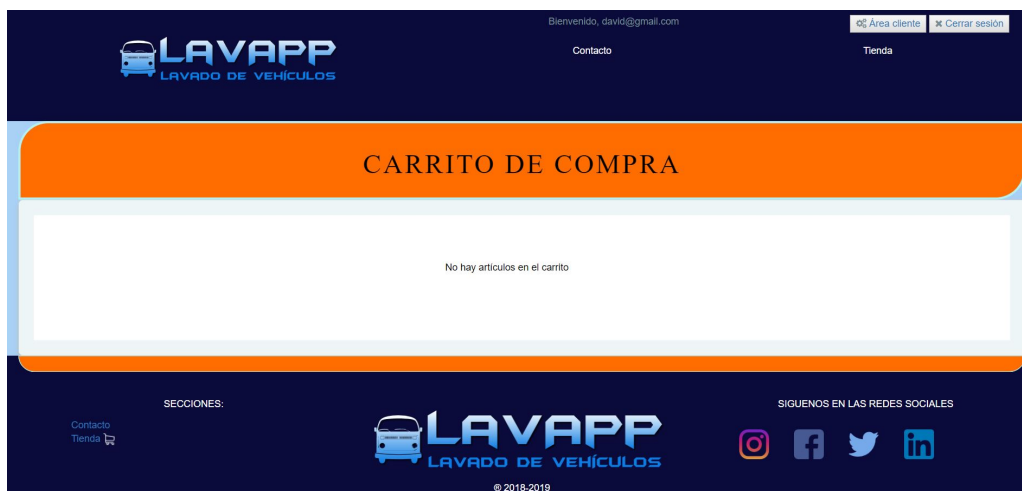 Bienvenido, david@gmail.com
Área cliente
Cerrar sesión
LAVAPP
LAVADO DE VEHÍCULOS
Contacto
Tienda
CARRITO DE COMPRA
No hay artículos en el carrito
SECCIONES:
Contacto
Tienda
LAVAPP
LAVADO DE VEHÍCULOS
® 2018-2019
SIGUENOS EN LAS REDES SOCIALES